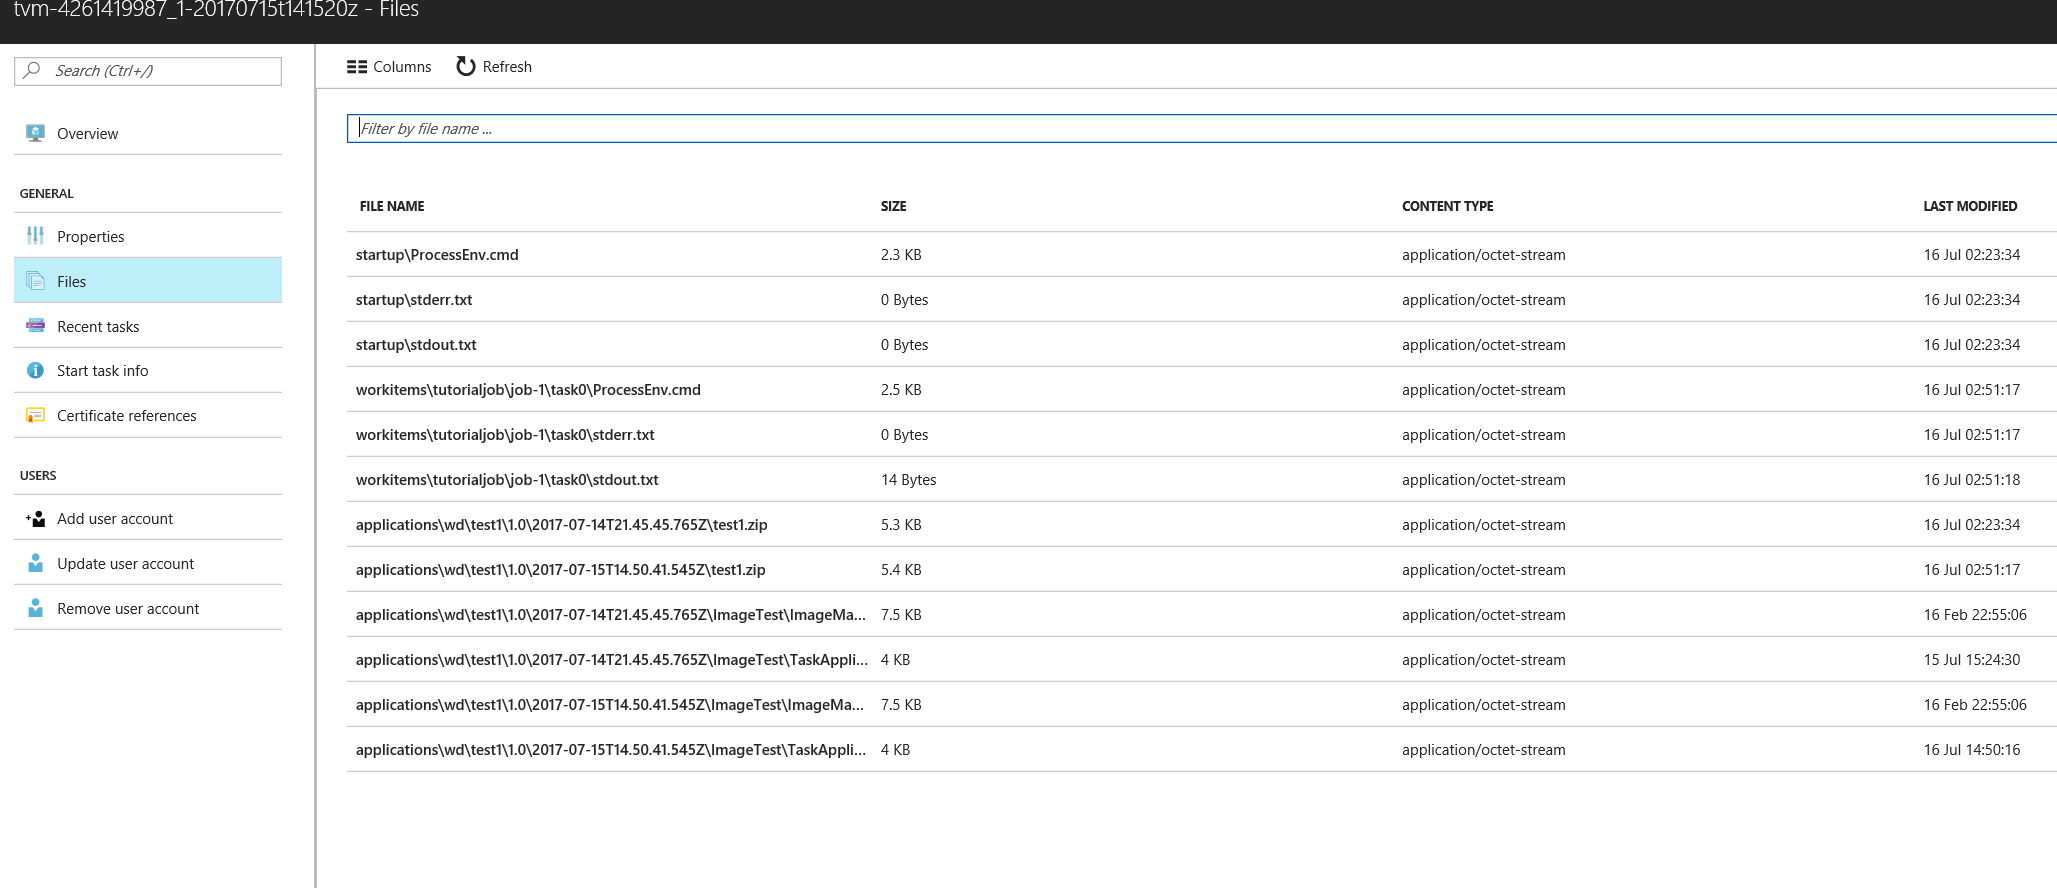 tvm-4261419987_1-20170715t141520z - Files
Search (Ctrl+/)
Columns Refresh
Filter by file name ...
Overview
GENERAL
Properties
Files
Recent tasks
Start task info
Certificate references
USERS
Add user account
Update user account
Remove user account
FILE NAME SIZE CONTENT TYPE LAST MODIFIED
startup\ProcessEnv.cmd 2.3 KB application/octet-stream 16 Jul 02:23:34
startup\stderr.txt 0 Bytes application/octet-stream 16 Jul 02:23:34
startup\stdout.txt 0 Bytes application/octet-stream 16 Jul 02:23:34
workitems\tutorialjob\job-1\task0\ProcessEnv.cmd 2.5 KB application/octet-stream 16 Jul 02:51:17
workitems\tutorialjob\job-1\task0\stderr.txt 0 Bytes application/octet-stream 16 Jul 02:51:17
workitems\tutorialjob\job-1\task0\stdout.txt 14 Bytes application/octet-stream 16 Jul 02:51:18
applications\wd\test1\1.0\2017-07-14T21.45.45.765Z\test1.zip 5.3 KB application/octet-stream 16 Jul 02:23:34
applications\wd\test1\1.0\2017-07-15T14.50.41.545Z\test1.zip 5.4 KB application/octet-stream 16 Jul 02:51:17
applications\wd\test1\1.0\2017-07-14T21.45.45.765Z\ImageTest\ImageMa... 7.5 KB application/octet-stream 16 Feb 22:55:06
applications\wd\test1\1.0\2017-07-14T21.45.45.765Z\ImageTest\TaskAppli... 4 KB application/octet-stream 15 Jul 15:24:30
applications\wd\test1\1.0\2017-07-15T14.50.41.545Z\ImageTest\ImageMa... 7.5 KB application/octet-stream 16 Feb 22:55:06
applications\wd\test1\1.0\2017-07-15T14.50.41.545Z\ImageTest\TaskAppli... 4 KB application/octet-stream 16 Jul 14:50:16